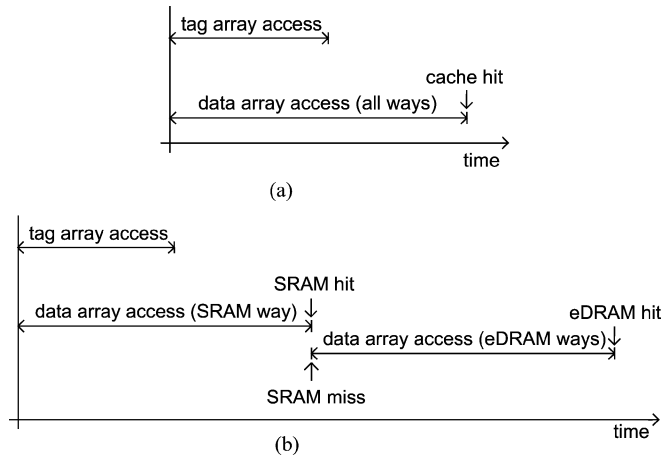 tag array access
cache hit
data array access (all ways)
time
(a)
tag array access
SRAM hit
data array access (SRAM way)
eDRAM hit
data array access (eDRAM ways)
SRAM miss
time
(b)